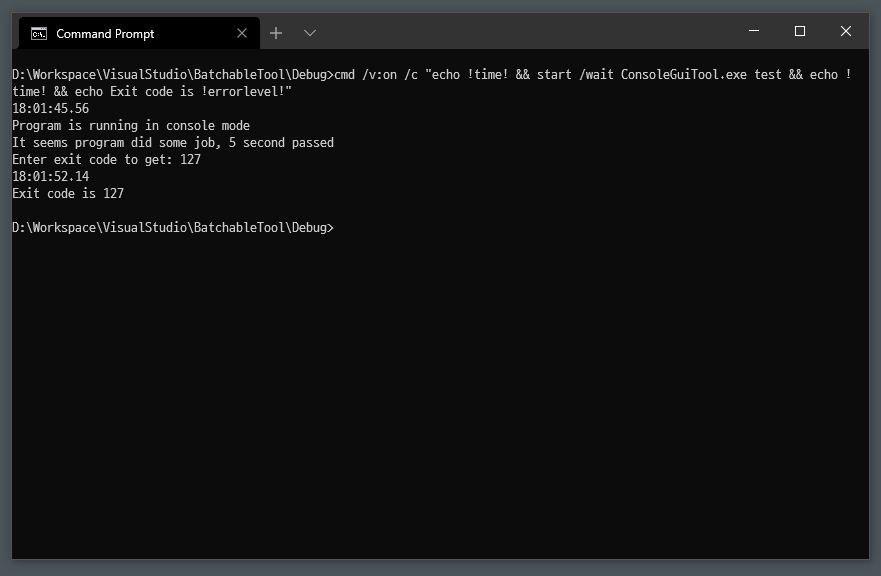 Command Prompt
D:\Workspace\VisualStudio\BatchableTool\Debug>cmd /v:on /c "echo !time! && start /wait ConsoleGuiTool.exe test && echo !
time! && echo Exit code is !errorlevel!"
18:01:45.56
Program is running in console mode
It seems program did some job, 5 second passed
Enter exit code to get: 127
18:01:52.14
Exit code is 127
D:\Workspace\VisualStudio\BatchableTool\Debug>